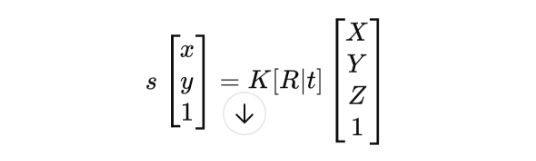 s [x y 1] = K[R|t] [X Y Z 1]